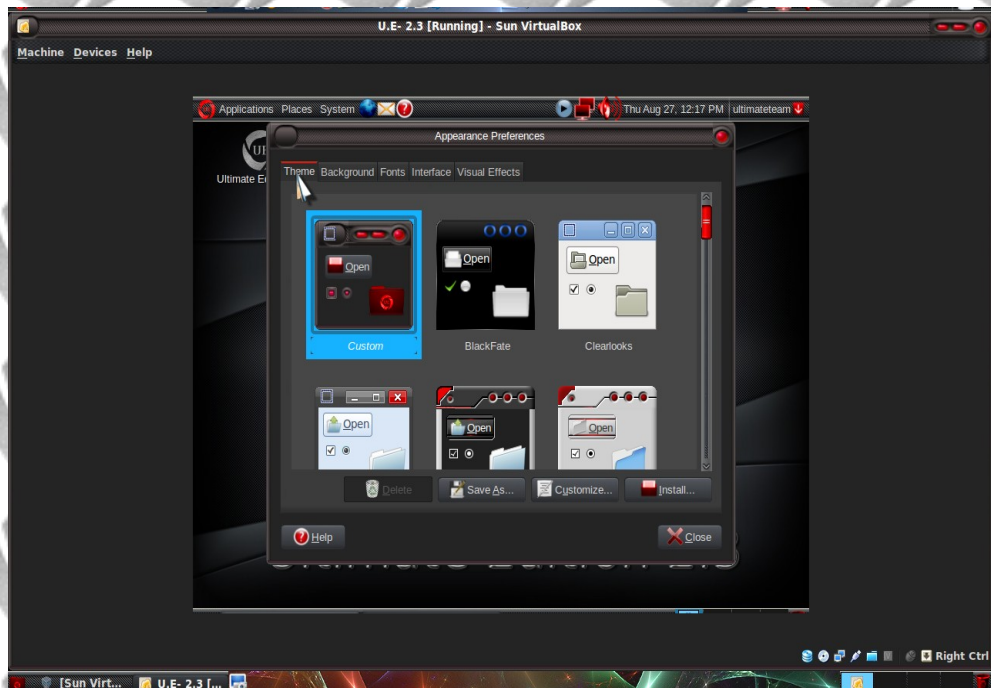 U.E- 2.3 [Running] - Sun VirtualBox
Machine Devices Help
Applications Places System
Thu Aug 27, 12:17 PM ultimateteam
Appearance Preferences
Ultimate E
Theme Background Fonts Interface Visual Effects
Open
Open
Open
Custom BlackFate Clearlooks
Open
Open
Open
Delete Save As... Customize... Install...
Help Close
Right Ctrl
[Sun Virt... U.E- 2.3 [...